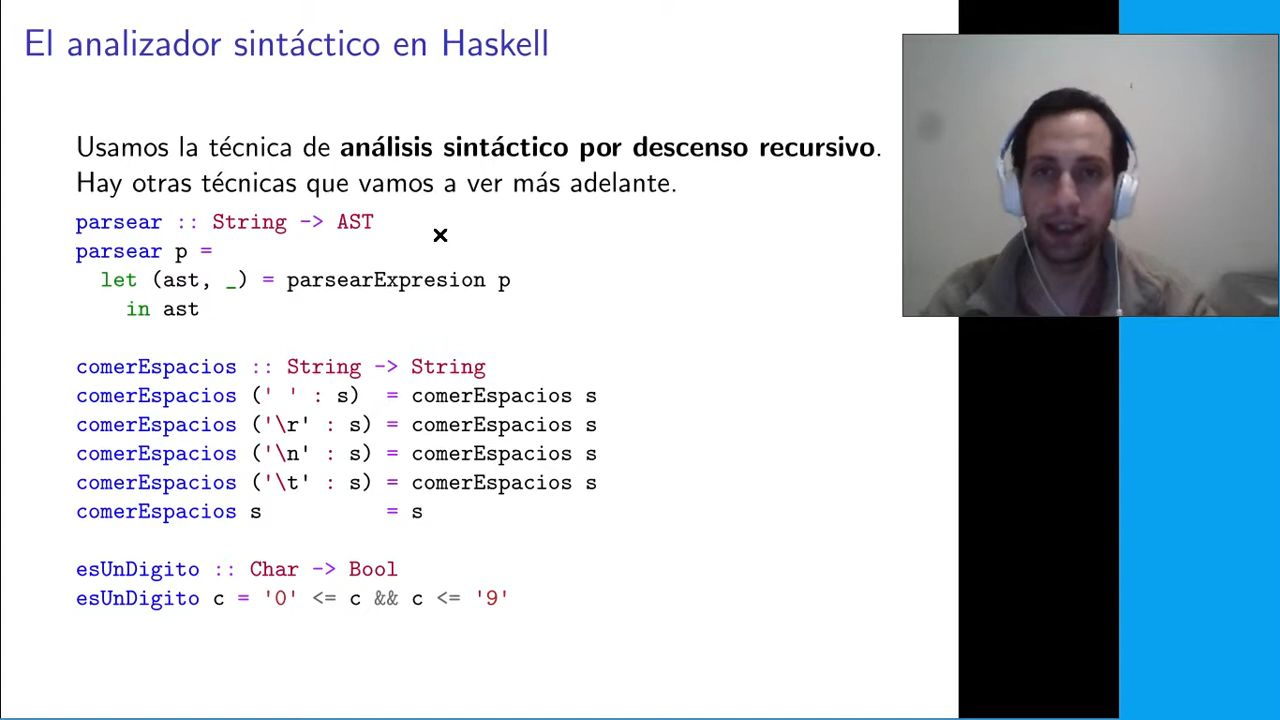 El analizador sintáctico en Haskell
Usamos la técnica de análisis sintáctico por descenso recursivo.
Hay otras técnicas que vamos a ver más adelante.
parsear :: String -> AST
parsear p =
  let (ast, _) = parsearExpresion p
    in ast
comerEspacios :: String -> String
comerEspacios (' ' : s)  = comerEspacios s
comerEspacios ('\r' : s) = comerEspacios s
comerEspacios ('\n' : s) = comerEspacios s
comerEspacios ('\t' : s) = comerEspacios s
comerEspacios s          = s
esUnDigito :: Char -> Bool
esUnDigito c = '0' <= c && c <= '9'